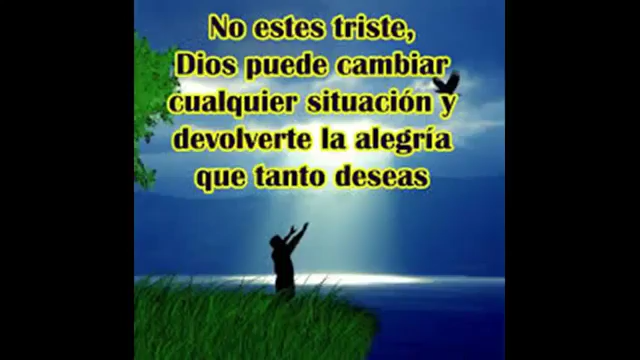 No estes triste,
Dios puede cambiar
cualquier situación y
devolverte la alegría
que tanto deseas